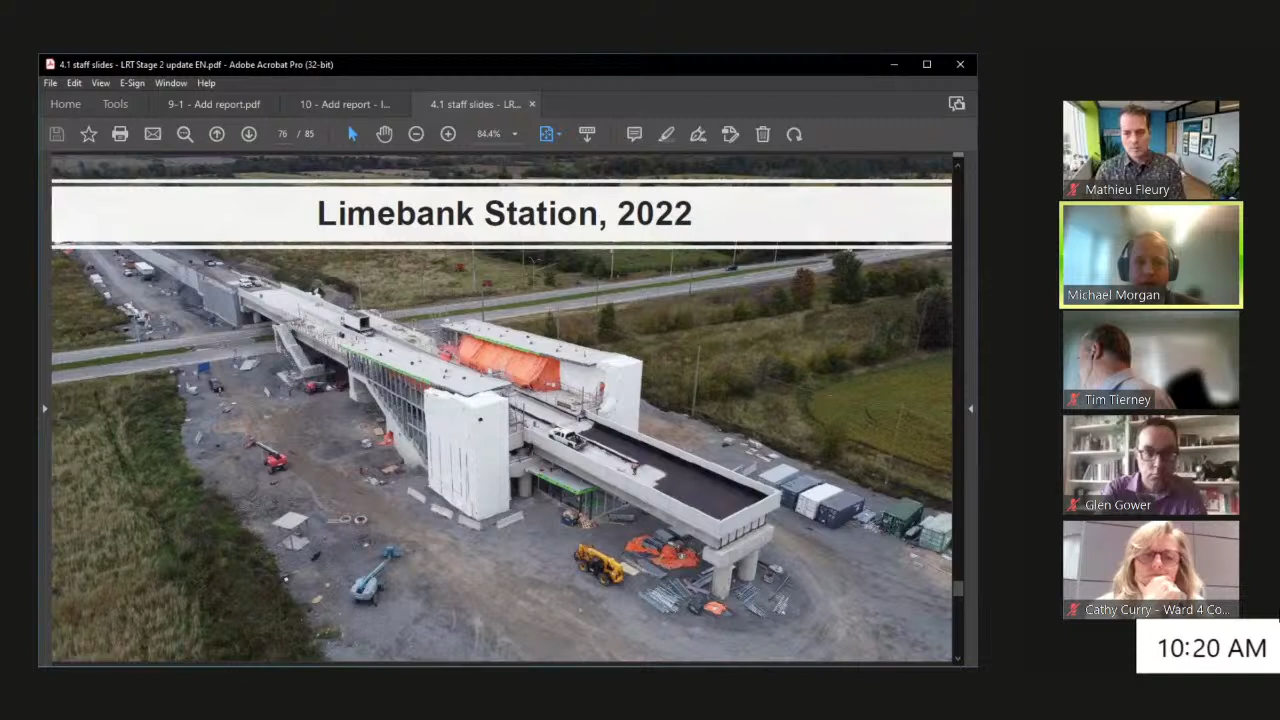 4.1 staff slides - LRT Stage 2 update EN.pdf - Adobe Acrobat Pro (32-bit)
File Edit View E-Sign Window Help
Home Tools 9-1 - Add report.pdf 10 - Add report - I... 4.1 staff slides - LR... ×
76 / 85 84.4%
Limebank Station, 2022
Mathieu Fleury
Michael Morgan
Tim Tierney
Glen Gower
Cathy Curry - Ward 4 Co...
10:20 AM